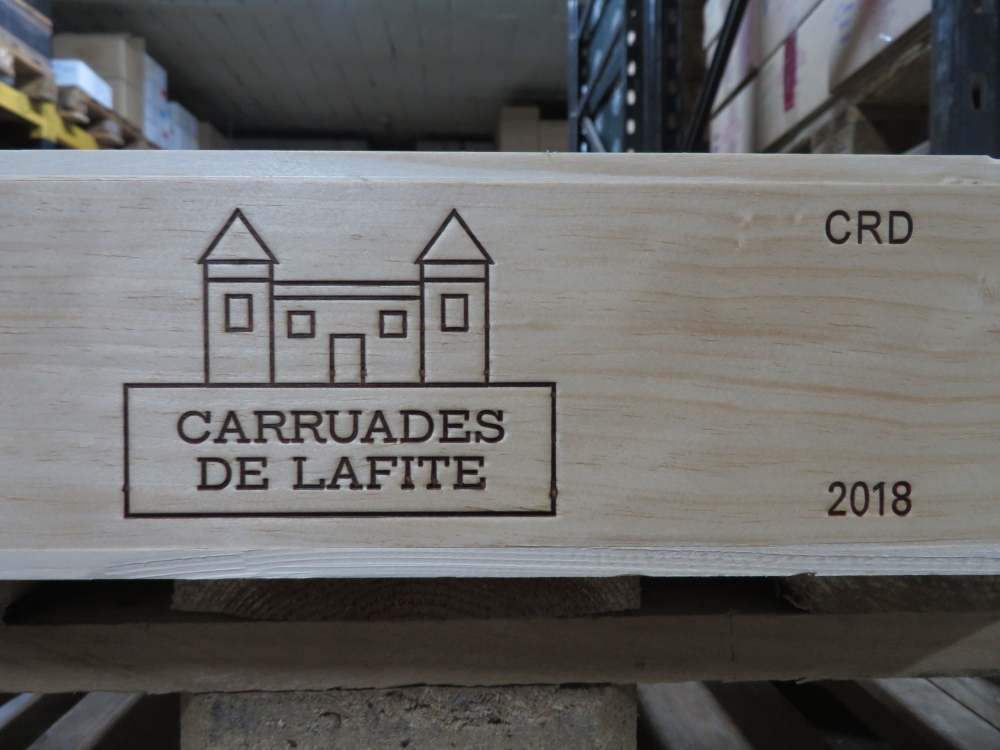 CRD
CARRUADES
DE LAFITE
2018